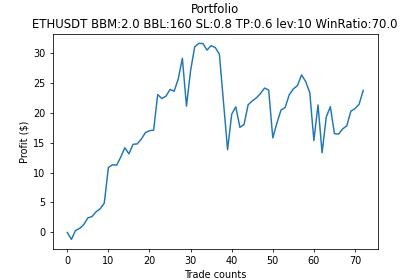 Portfolio
ETHUSDT BBM:2.0 BBL:160 SL:0.8 TP:0.6 lev:10 WinRatio:70.0
Profit ($)
30
25
20
15
10
5
0
0 10 20 30 40 50 60 70
Trade counts